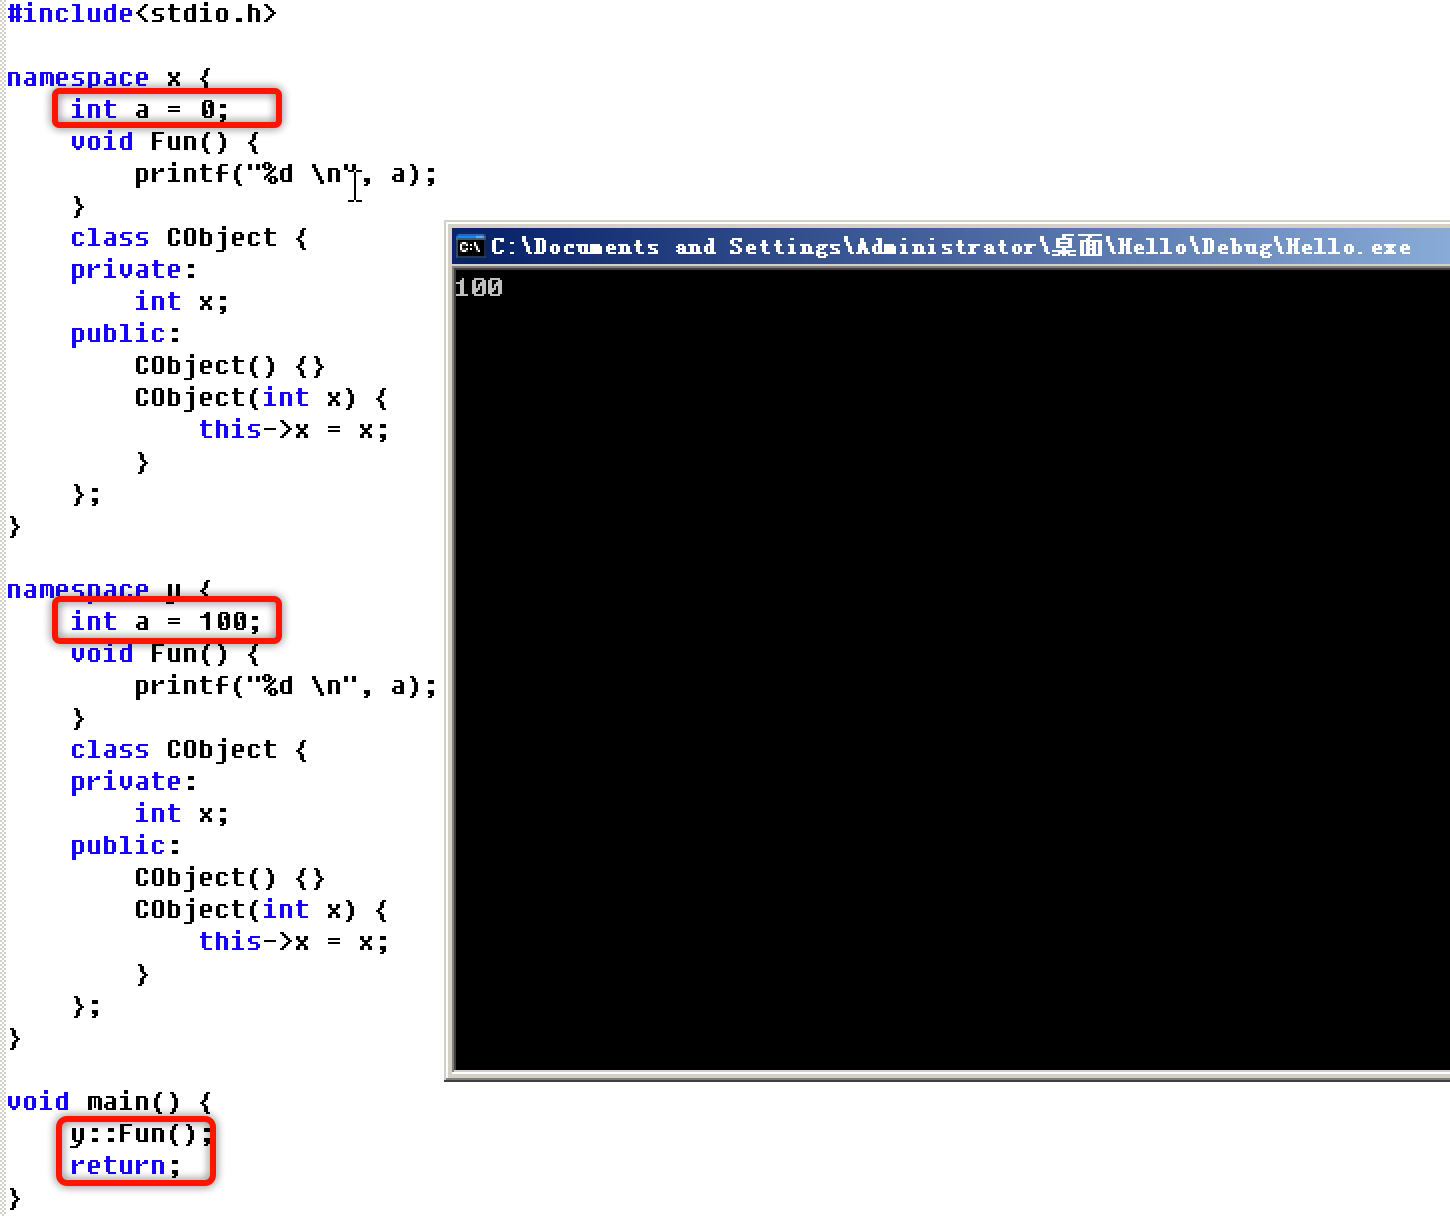 #include<stdio.h>
namespace x {
int a = 0;
void Fun() {
printf("%d \n", a);
}
class CObject {
private:
int x;
public:
CObject() {}
CObject(int x) {
this->x = x;
}
};
}
namespace y {
int a = 100;
void Fun() {
printf("%d \n", a);
}
class CObject {
private:
int x;
public:
CObject() {}
CObject(int x) {
this->x = x;
}
};
}
void main() {
y::Fun();
return;
}
C:\Documents and Settings\Administrator\桌面\Hello\Debug\Hello.exe
100